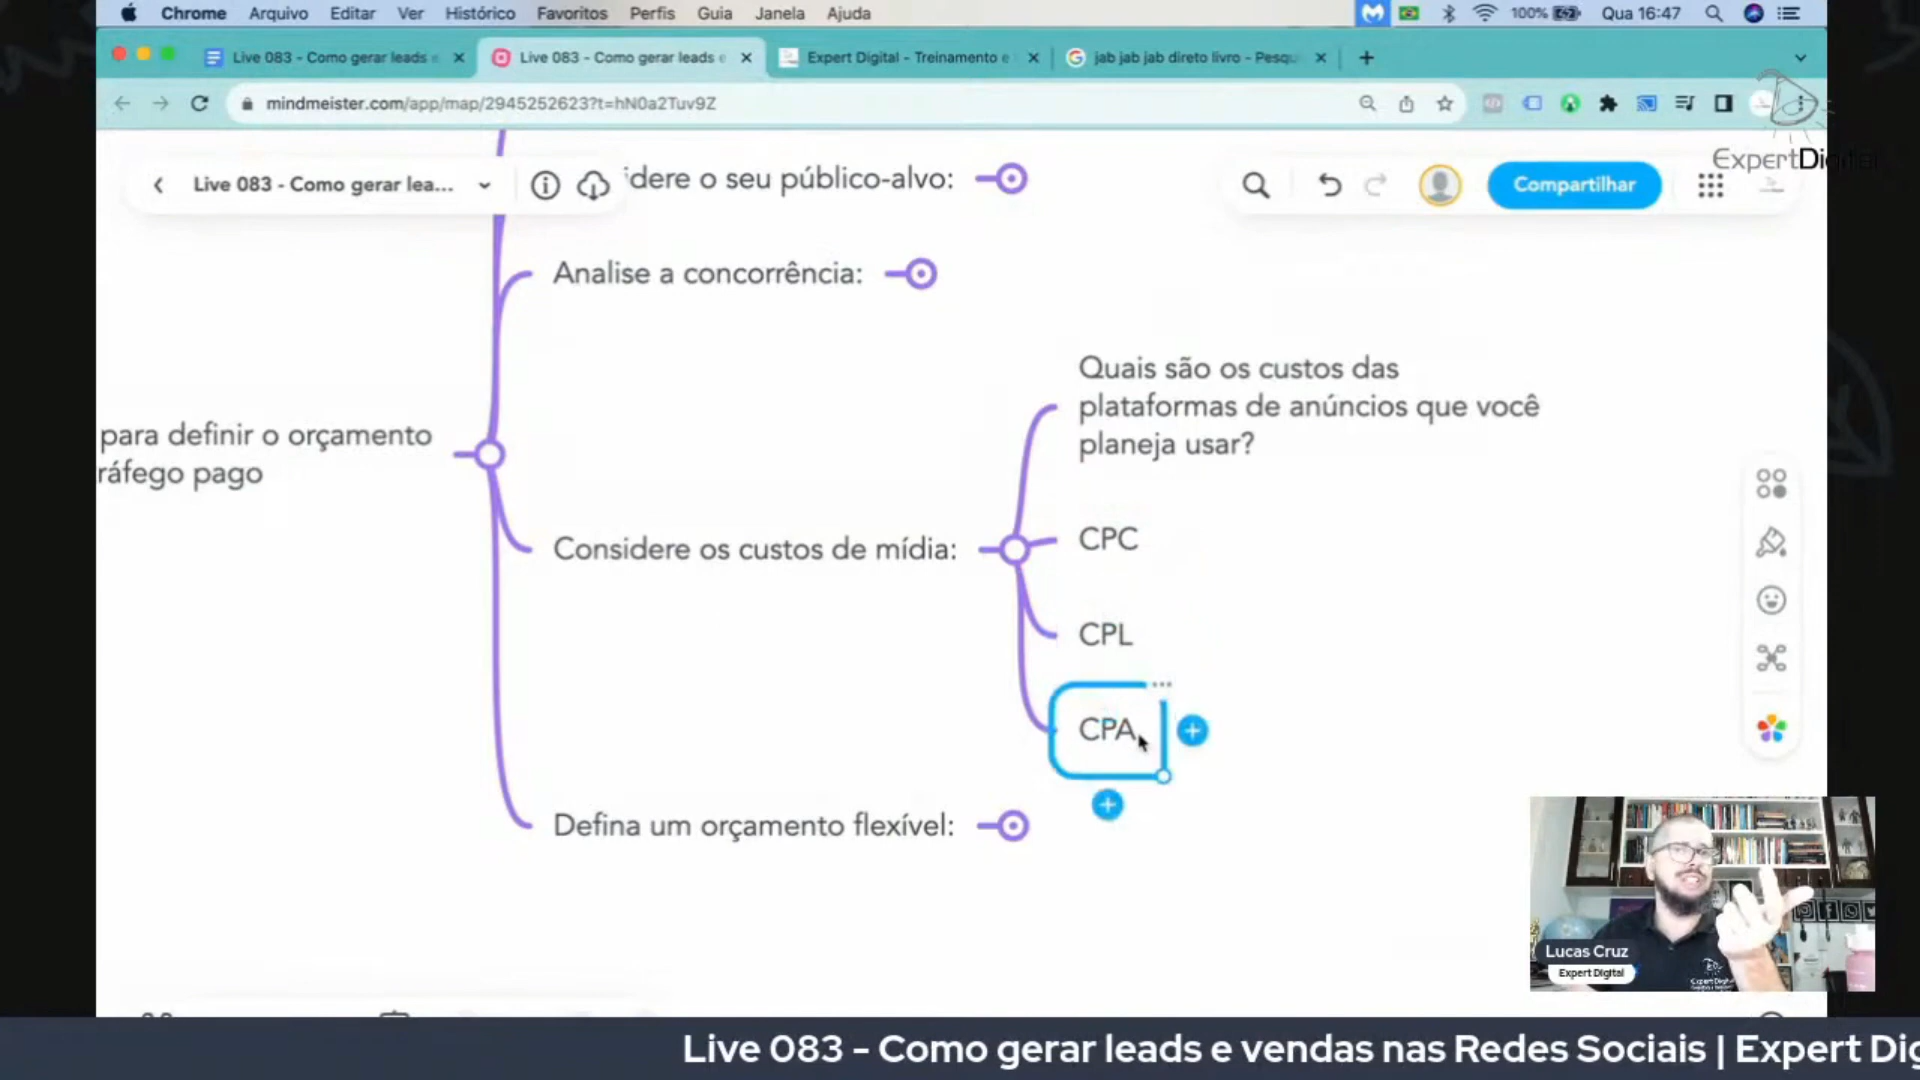 Chrome Arquivo Editar Ver Histórico Favoritos Perfis Guia Janela Ajuda 100% Qua 16:47
Live 083 - Como gerar leads e Live 083 - Como gerar leads e Expert Digital - Treinamento e jab jab jab direto livro - Pesqu
mindmeister.com/app/map/2945252623?t=hN0a2Tuv9Z
ExpertDigital
Live 083 - Como gerar lea... dere o seu público-alvo: Compartilhar
Analise a concorrência:
Quais são os custos das
plataformas de anúncios que você
planeja usar?
para definir o orçamento
ráfego pago
CPC
Considere os custos de mídia:
CPL
CPA
Defina um orçamento flexível:
Lucas Cruz
Expert Digital
Live 083 - Como gerar leads e vendas nas Redes Sociais | Expert Dig